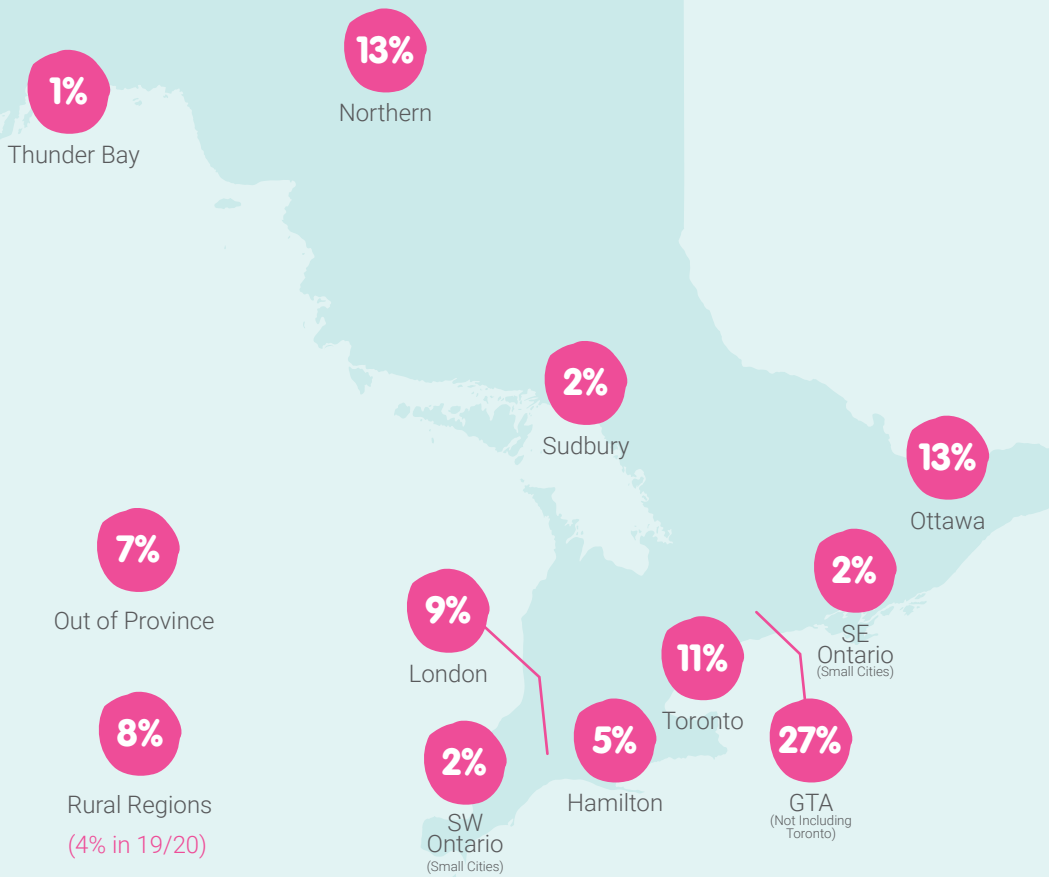 13%
Northern
1%
Thunder Bay
2%
Sudbury
13%
Ottawa
7%
Out of Province
2%
SE
Ontario
(Small Cities)
9%
London
11%
Toronto
8%
Rural Regions
(4% in 19/20)
2%
SW
Ontario
(Small Cities)
5%
Hamilton
27%
GTA
(Not Including
Toronto)